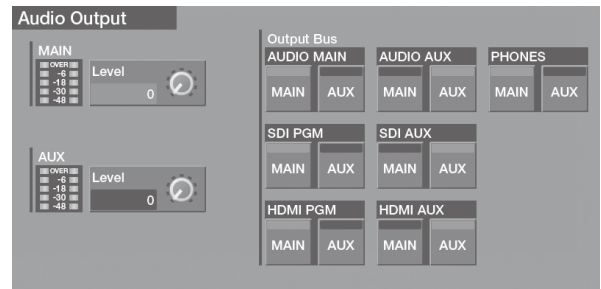 Audio Output
MAIN
OVER
-6
-18
-30
-48
Level
0
AUX
OVER
-6
-18
-30
-48
Level
0
Output Bus
AUDIO MAIN
MAIN AUX
AUDIO AUX
MAIN AUX
PHONES
MAIN AUX
SDI PGM
MAIN AUX
SDI AUX
MAIN AUX
HDMI PGM
MAIN AUX
HDMI AUX
MAIN AUX